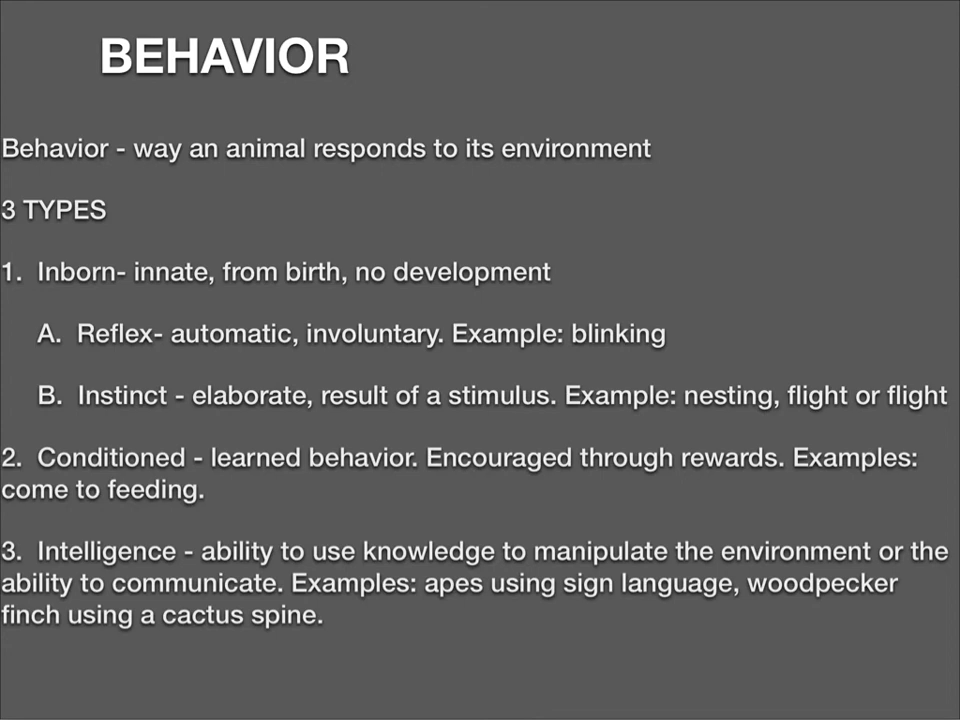 BEHAVIOR
Behavior - way an animal responds to its environment
3 TYPES
1. Inborn- innate, from birth, no development
A. Reflex- automatic, involuntary. Example: blinking
B. Instinct - elaborate, result of a stimulus. Example: nesting, flight or flight
2. Conditioned - learned behavior. Encouraged through rewards. Examples:
come to feeding.
3. Intelligence - ability to use knowledge to manipulate the environment or the
ability to communicate. Examples: apes using sign language, woodpecker
finch using a cactus spine.